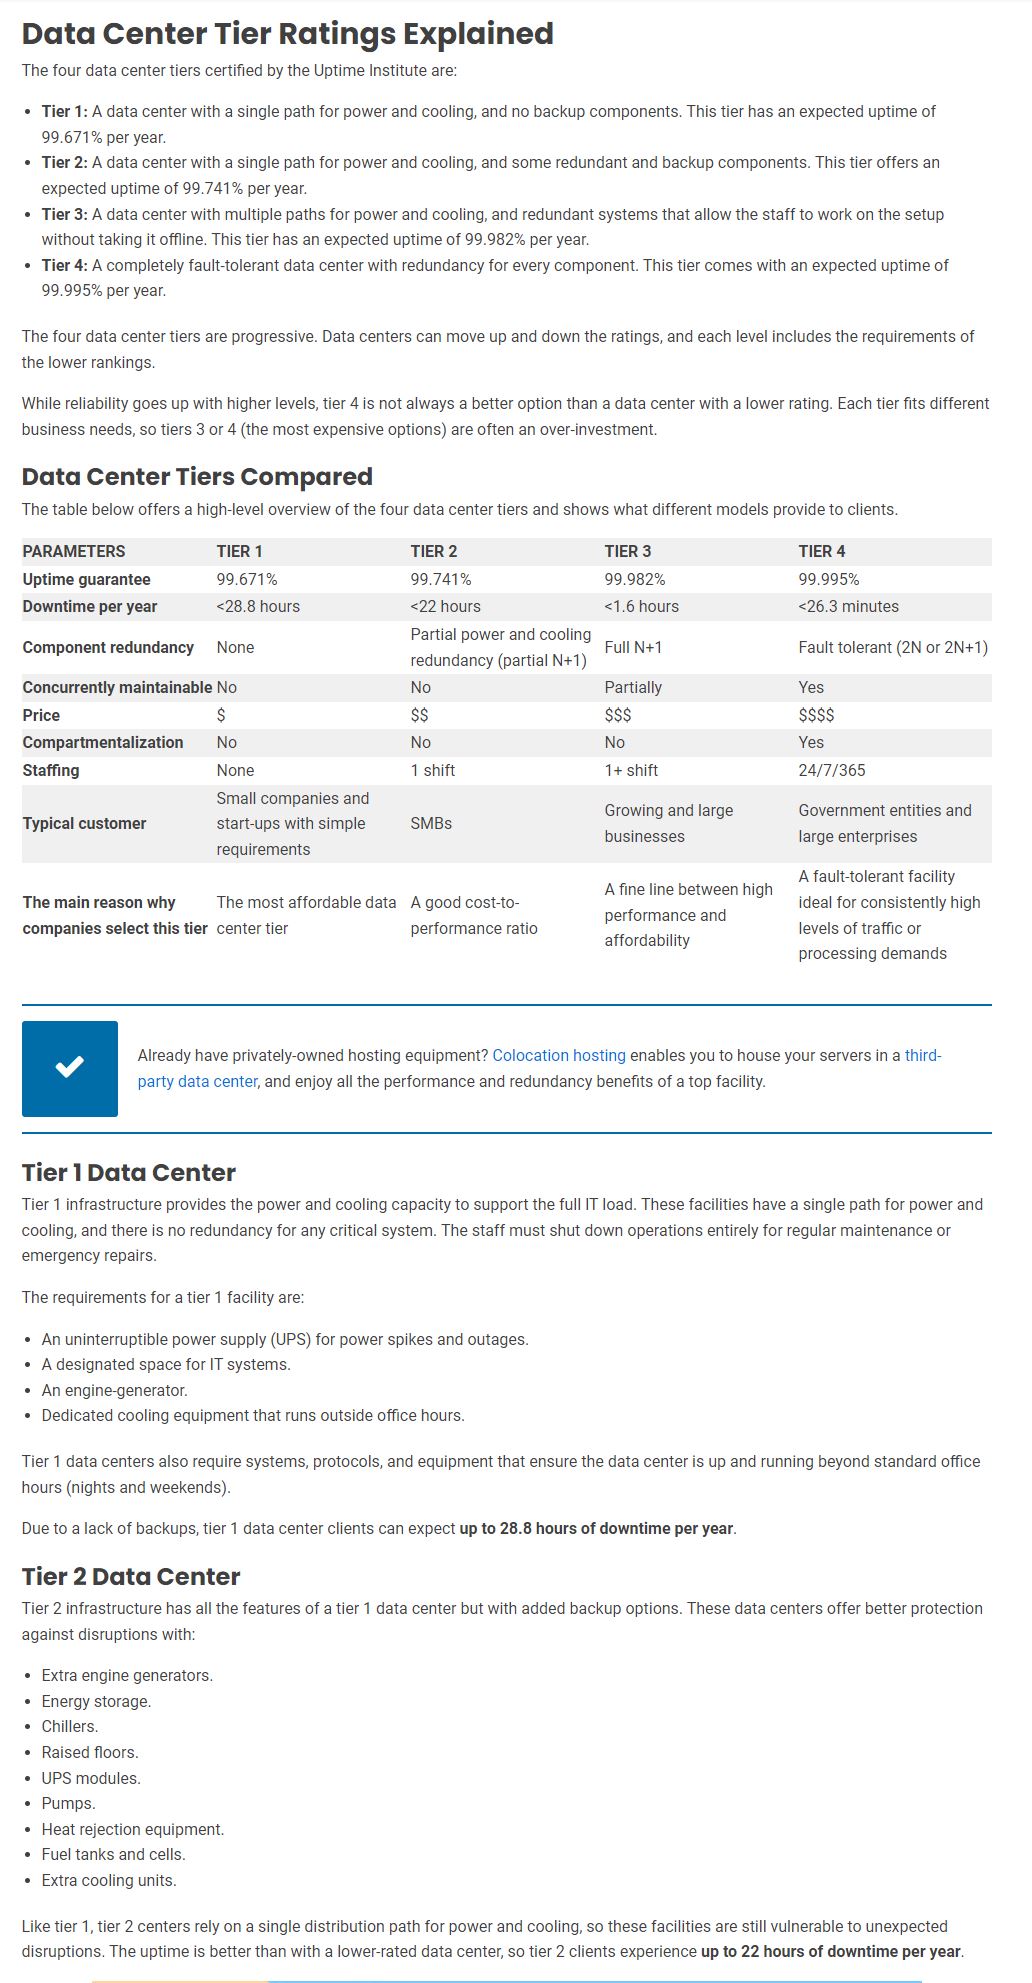 Data Center Tier Ratings Explained
The four data center tiers certified by the Uptime Institute are:
• Tier 1: A data center with a single path for power and cooling, and no backup components. This tier has an expected uptime of
99.671% per year.
• Tier 2: A data center with a single path for power and cooling, and some redundant and backup components. This tier offers an
expected uptime of 99.741% per year.
• Tier 3: A data center with multiple paths for power and cooling, and redundant systems that allow the staff to work on the setup
without taking it offline. This tier has an expected uptime of 99.982% per year.
• Tier 4: A completely fault-tolerant data center with redundancy for every component. This tier comes with an expected uptime of
99.995% per year.
The four data center tiers are progressive. Data centers can move up and down the ratings, and each level includes the requirements of
the lower rankings.
While reliability goes up with higher levels, tier 4 is not always a better option than a data center with a lower rating. Each tier fits different
business needs, so tiers 3 or 4 (the most expensive options) are often an over-investment.
Data Center Tiers Compared
The table below offers a high-level overview of the four data center tiers and shows what different models provide to clients.
PARAMETERS TIER 1 TIER 2 TIER 3 TIER 4
Uptime guarantee 99.671% 99.741% 99.982% 99.995%
Downtime per year <28.8 hours <22 hours <1.6 hours <26.3 minutes
Component redundancy None Partial power and cooling redundancy (partial N+1) Full N+1 Fault tolerant (2N or 2N+1)
Concurrently maintainable No No Partially Yes
Price $ $$ $$$ $$$$
Compartmentalization No No No Yes
Staffing None 1 shift 1+ shift 24/7/365
Typical customer Small companies and start-ups with simple requirements SMBs Growing and large businesses Government entities and large enterprises
The main reason why companies select this tier The most affordable data center tier A good cost-to-performance ratio A fine line between high performance and affordability A fault-tolerant facility ideal for consistently high levels of traffic or processing demands
Already have privately-owned hosting equipment? Colocation hosting enables you to house your servers in a third-
party data center, and enjoy all the performance and redundancy benefits of a top facility.
Tier 1 Data Center
Tier 1 infrastructure provides the power and cooling capacity to support the full IT load. These facilities have a single path for power and
cooling, and there is no redundancy for any critical system. The staff must shut down operations entirely for regular maintenance or
emergency repairs.
The requirements for a tier 1 facility are:
• An uninterruptible power supply (UPS) for power spikes and outages.
• A designated space for IT systems.
• An engine-generator.
• Dedicated cooling equipment that runs outside office hours.
Tier 1 data centers also require systems, protocols, and equipment that ensure the data center is up and running beyond standard office
hours (nights and weekends).
Due to a lack of backups, tier 1 data center clients can expect up to 28.8 hours of downtime per year.
Tier 2 Data Center
Tier 2 infrastructure has all the features of a tier 1 data center but with added backup options. These data centers offer better protection
against disruptions with:
• Extra engine generators.
• Energy storage.
• Chillers.
• Raised floors.
• UPS modules.
• Pumps.
• Heat rejection equipment.
• Fuel tanks and cells.
• Extra cooling units.
Like tier 1, tier 2 centers rely on a single distribution path for power and cooling, so these facilities are still vulnerable to unexpected
disruptions. The uptime is better than with a lower-rated data center, so tier 2 clients experience up to 22 hours of downtime per year.